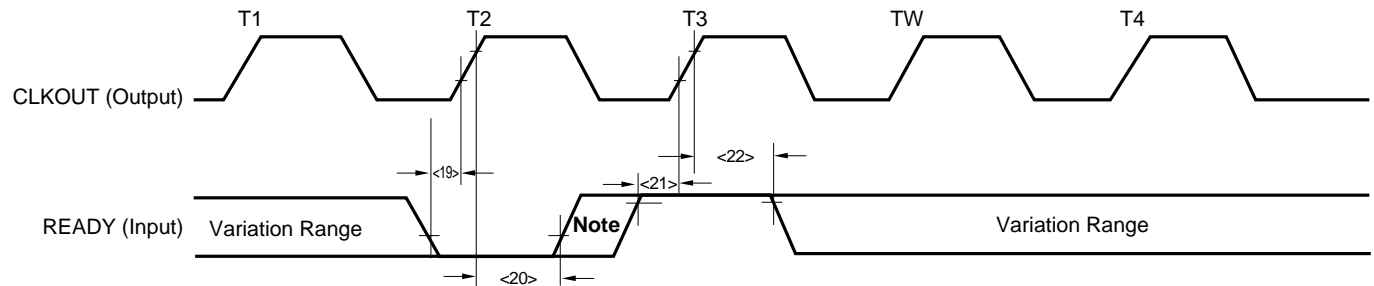 T1 T2 T3 TW T4
CLKOUT (Output)
<19> <21> <22>
READY (Input) Variation Range Note Variation Range
<20>